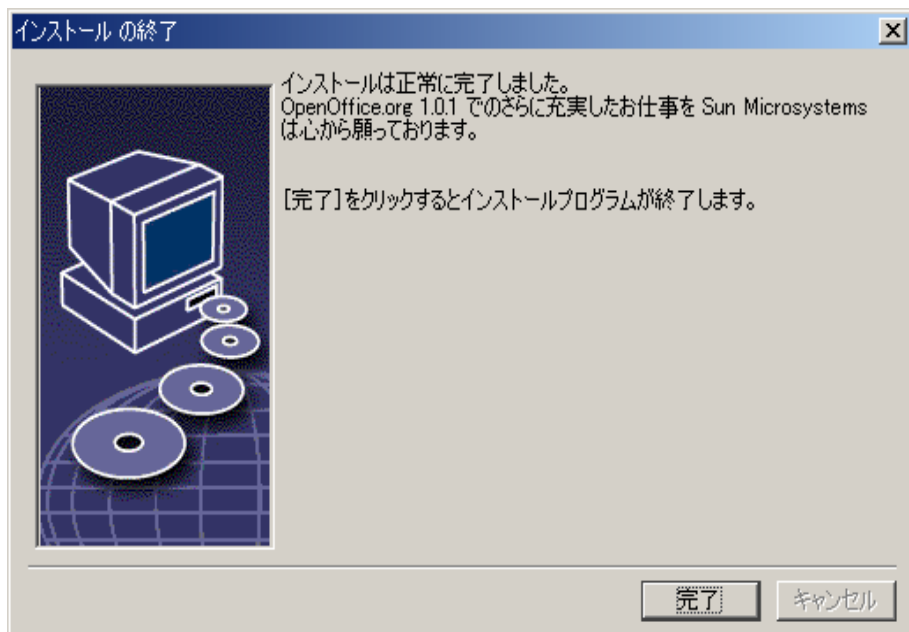 インストール の終了
インストールは正常に完了しました。
OpenOffice.org 1.0.1 でのさらに充実したお仕事を Sun Microsystems
は心から願っております。
[完了]をクリックするとインストールプログラムが終了します。
完了
キャンセル